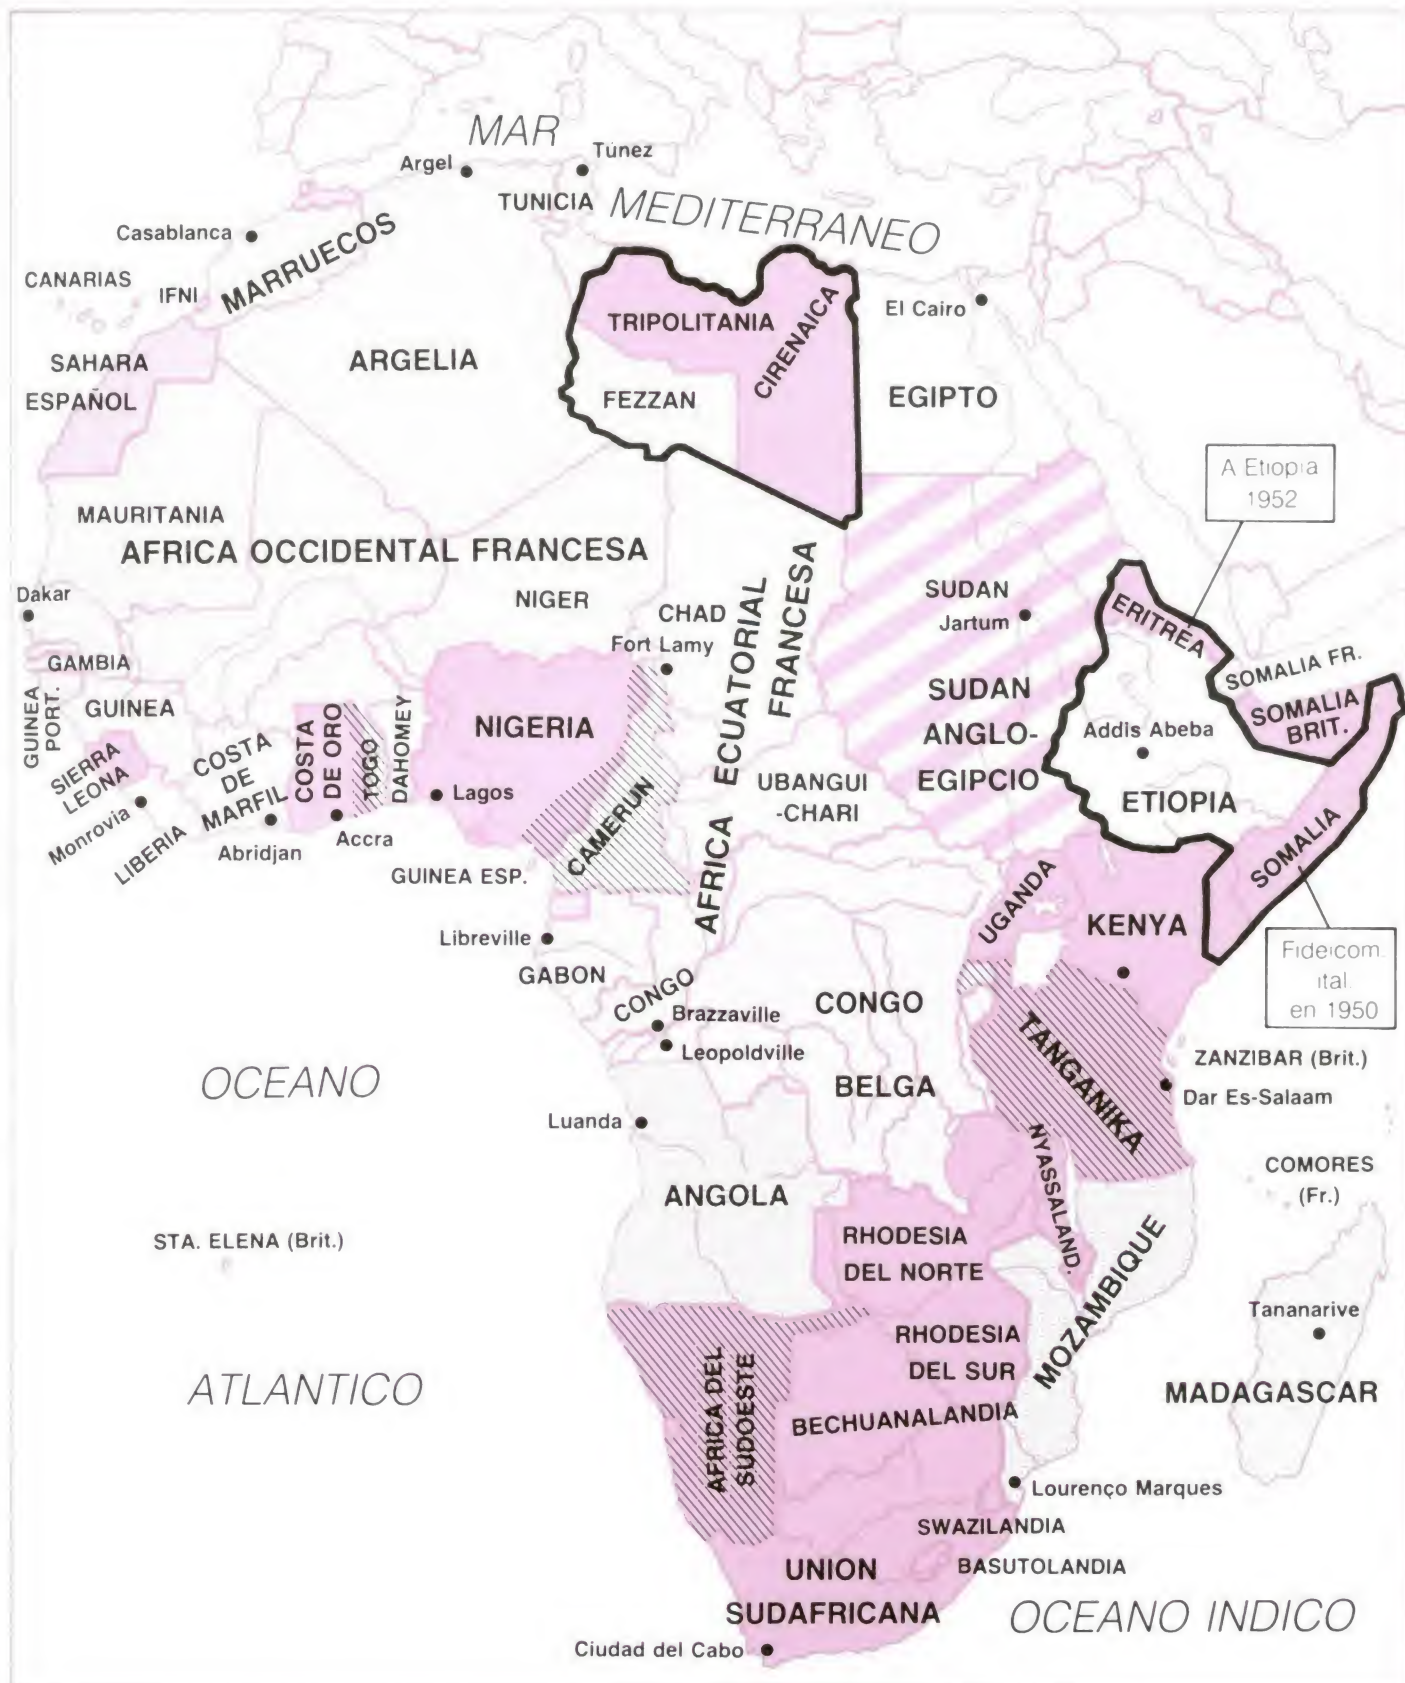 MAR
MEDITERRANEO
Argel
Túnez
TUNICIA
Casablanca
MARRUECOS
CANARIAS
IFNI
SAHARA
ESPAÑOL
ARGELIA
TRIPOLITANIA
CIRENAICA
FEZZAN
El Cairo
EGIPTO
A Etiopia
1952
MAURITANIA
AFRICA OCCIDENTAL FRANCESA
Dakar
NIGER
CHAD
Fort Lamy
AFRICA ECUATORIAL
FRANCESA
SUDAN
Jartum
SUDAN
ANGLO-
EGIPCIO
ERITREA
SOMALIA FR.
SOMALIA
BRIT.
Addis Abeba
ETIOPIA
SOMALIA
GAMBIA
GUINEA
PORT.
GUINEA
SIERRA
LEONA
Monrovia
LIBERIA
COSTA
DE
MARFIL
Abridjan
COSTA
DE ORO
Accra
TOGO
DAHOMEY
NIGERIA
Lagos
CAMERUN
UBANGUI
-CHARI
GUINEA ESP.
UGANDA
KENYA
Fideicom.
ital.
en 1950
Libreville
GABON
CONGO
Brazzaville
Leopoldville
CONGO
BELGA
TANGANIKA
ZANZIBAR (Brit.)
Dar Es-Salaam
OCEANO
ATLANTICO
Luanda
ANGOLA
NYASSALAND.
COMORES
(Fr.)
STA. ELENA (Brit.)
RHODESIA
DEL NORTE
MOZAMBIQUE
RHODESIA
DEL SUR
Tananarive
MADAGASCAR
AFRICA DEL
SUDOESTE
BECHUANALANDIA
Lourenço Marques
SWAZILANDIA
BASUTOLANDIA
UNION
SUDAFRICANA
OCEANO INDICO
Ciudad del Cabo